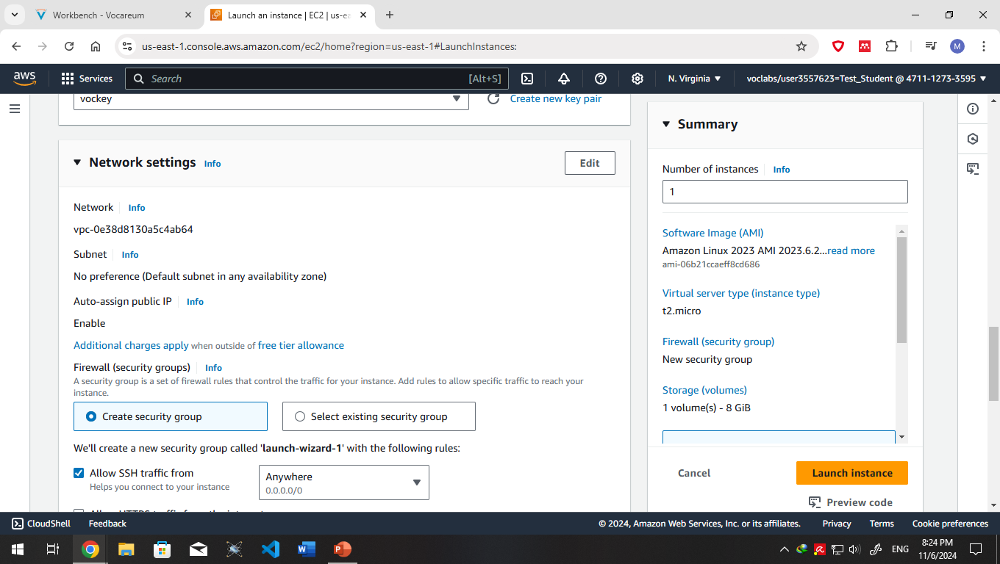 Workbench - Vocareum
Launch an instance | EC2 | us-ea
us-east-1.console.aws.amazon.com/ec2/home?region=us-east-1#LaunchInstances:
M
aws
Services
Search
[Alt+S]
N. Virginia
voclabs/user3557623=Test_Student @ 4711-1273-3595
vockey
Create new key pair
Network settings Info
Edit
Network Info
vpc-0e38d8130a5c4ab64
Subnet Info
No preference (Default subnet in any availability zone)
Auto-assign public IP Info
Enable
Additional charges apply when outside of free tier allowance
Firewall (security groups) Info
A security group is a set of firewall rules that control the traffic for your instance. Add rules to allow specific traffic to reach your
instance.
Create security group
Select existing security group
We'll create a new security group called 'launch-wizard-1' with the following rules:
Allow SSH traffic from
Helps you connect to your instance
Anywhere
0.0.0.0/0
Allow HTTPS traffic from the internet
Summary
Number of instances Info
1
Software Image (AMI)
Amazon Linux 2023 AMI 2023.6.2...read more
ami-06b21ccaeff8cd686
Virtual server type (instance type)
t2.micro
Firewall (security group)
New security group
Storage (volumes)
1 volume(s) - 8 GiB
Cancel
Launch instance
Preview code
CloudShell
Feedback
© 2024, Amazon Web Services, Inc. or its affiliates.
Privacy
Terms
Cookie preferences
ENG
8:24 PM
11/6/2024